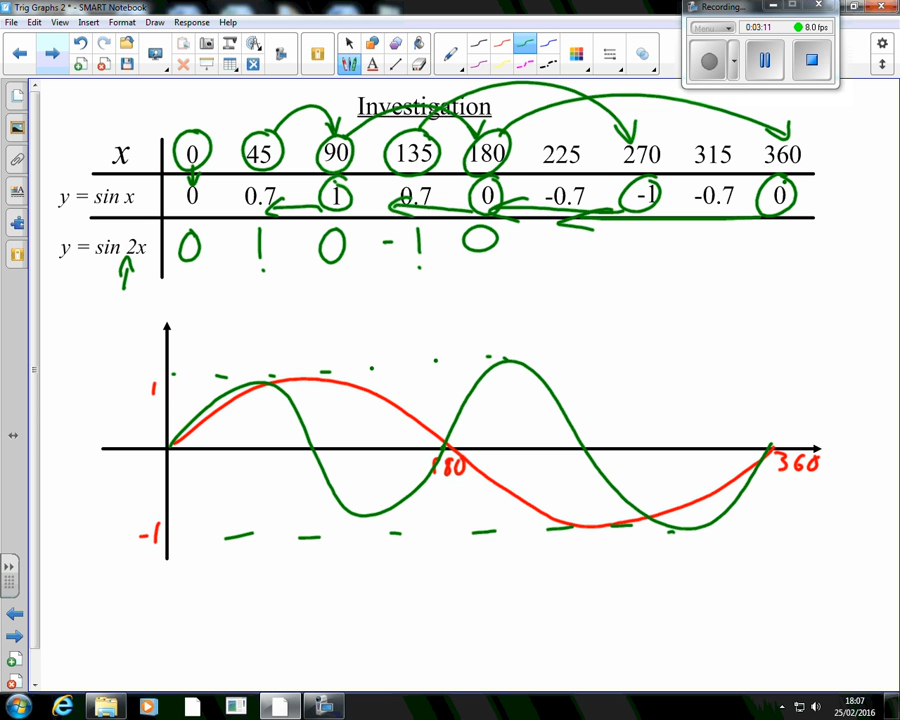 Trig Graphs 2 * - SMART Notebook
Recording...
File Edit View Insert Format Draw Response Help
Menu
0:03:11
8.0 fps
Investigation
x 0 45 90 135 180 225 270 315 360
y = sin x 0 0.7 1 0.7 0 -0.7 -1 -0.7 0
y = sin 2x 0 1 0 -1 0
1
180
360
-1
18:07
25/02/2016